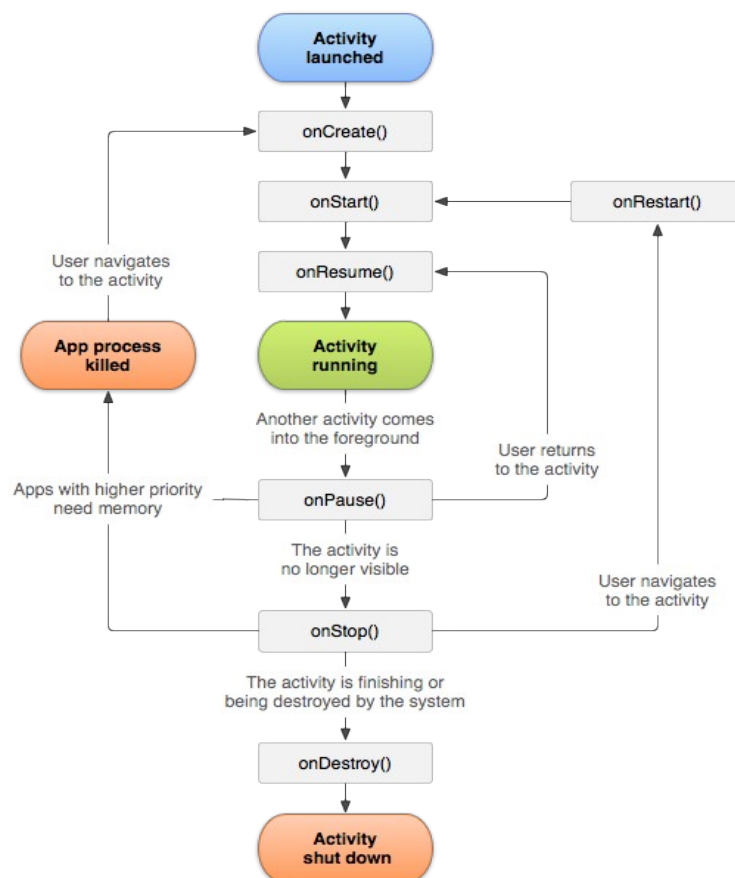 Activity
launched
onCreate()
onStart()
onRestart()
onResume()
User navigates
to the activity
App process
killed
Activity
running
Another activity comes
into the foreground
User returns
to the activity
Apps with higher priority
need memory
onPause()
The activity is
no longer visible
User navigates
to the activity
onStop()
The activity is finishing or
being destroyed by the system
onDestroy()
Activity
shut down